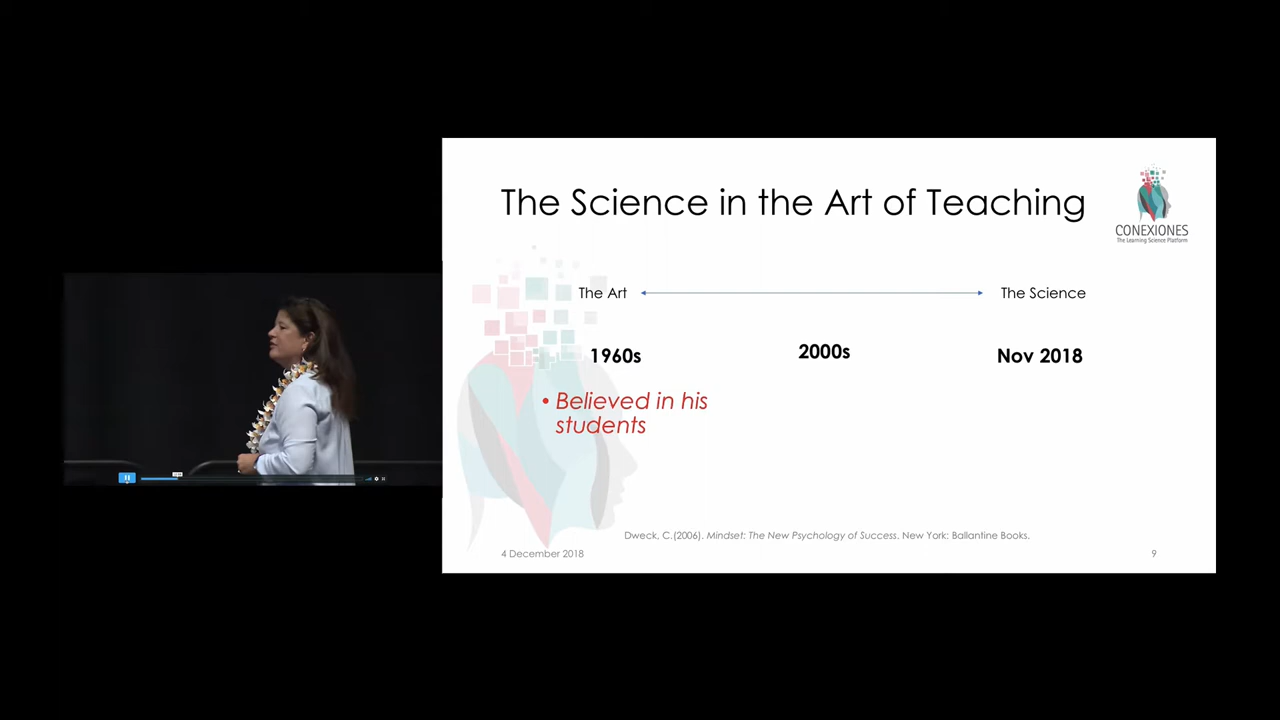 The Science in the Art of Teaching
CONEXIONES
The Learning Science Platform
The Art
The Science
1960s
2000s
Nov 2018
• Believed in his
students
Dweck, C.(2006). Mindset: The New Psychology of Success. New York: Ballantine Books.
4 December 2018
9